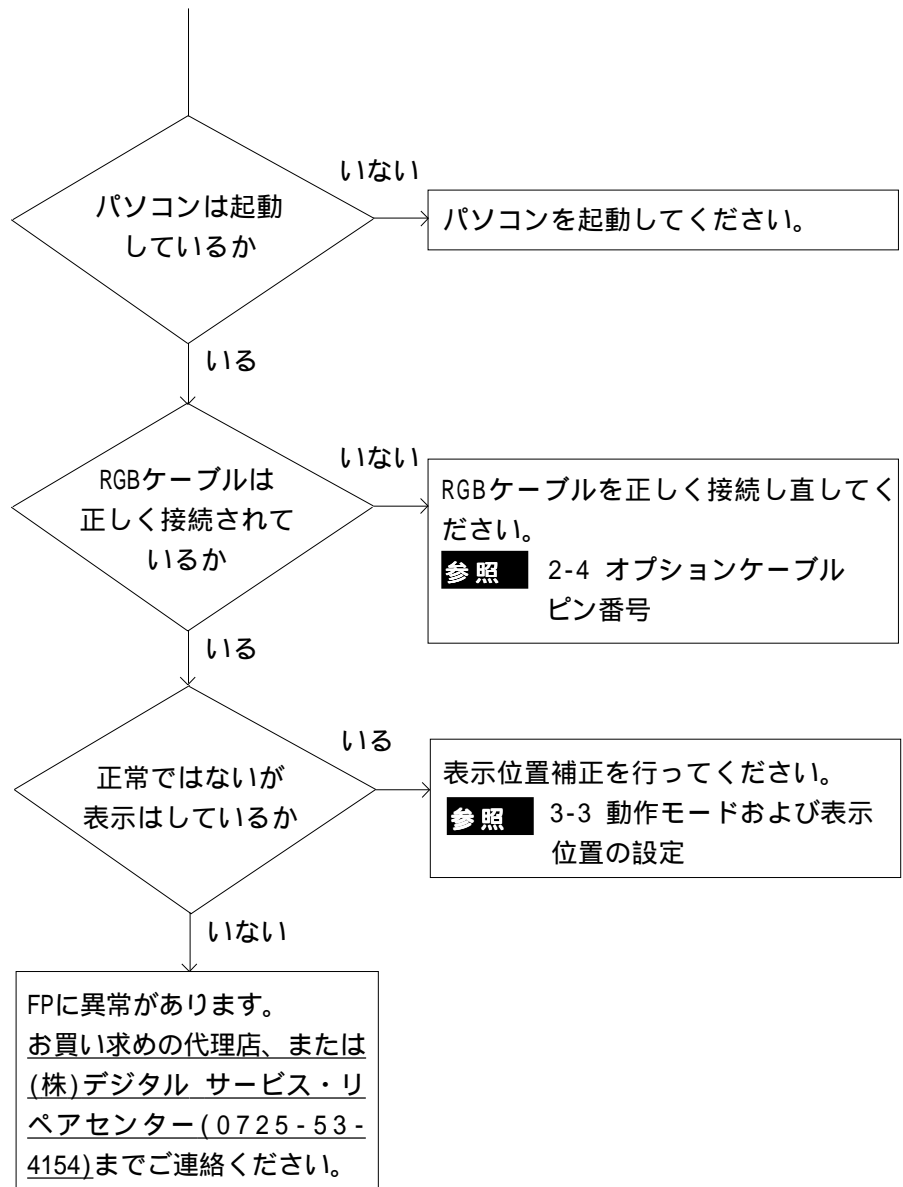 パソコンは起動
しているか
いない
パソコンを起動してください。
いる
RGBケーブルは
正しく接続されて
いるか
いない
RGBケーブルを正しく接続し直してく
ださい。
参照 2-4 オプションケーブル
ピン番号
いる
正常ではないが
表示はしているか
いる
表示位置補正を行ってください。
参照 3-3 動作モードおよび表示
位置の設定
いない
FPに異常があります。
お買い求めの代理店、または
(株)デジタル サービス・リ
ペアセンター(0725-53-
4154)までご連絡ください。